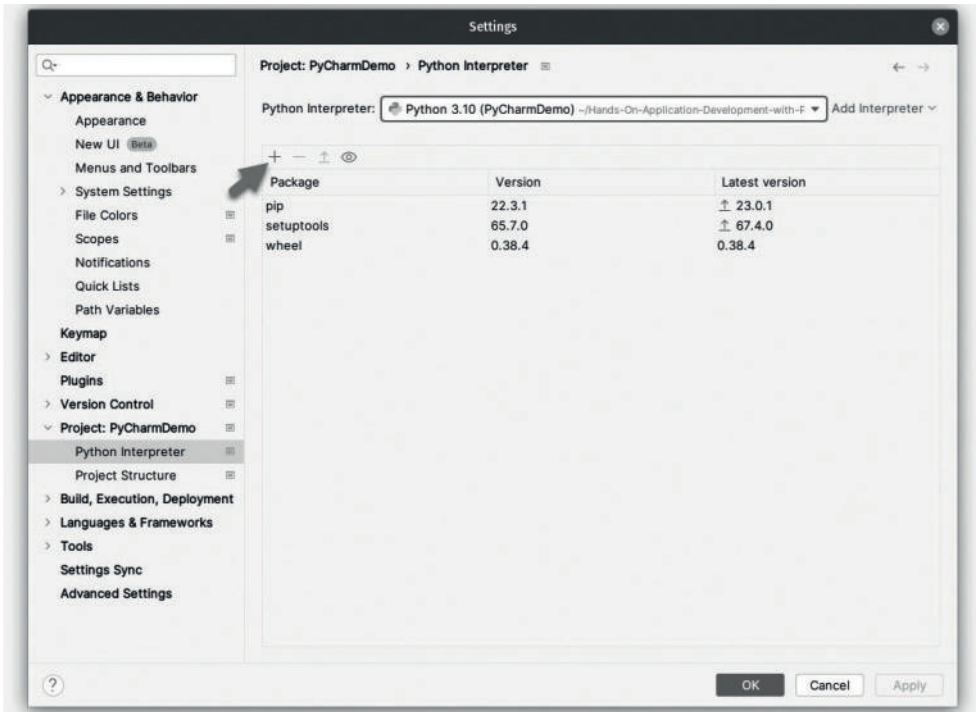 Settings
Appearance & Behavior
Appearance
New UI Beta
Menus and Toolbars
System Settings
File Colors
Scopes
Notifications
Quick Lists
Path Variables
Keymap
Editor
Plugins
Version Control
Project: PyCharmDemo
Python Interpreter
Project Structure
Build, Execution, Deployment
Languages & Frameworks
Tools
Settings Sync
Advanced Settings
Project: PyCharmDemo › Python Interpreter
Python Interpreter: Python 3.10 (PyCharmDemo) ~/Hands-On-Application-Development-with-F Add Interpreter
Package Version Latest version
pip 22.3.1 23.0.1
setuptools 65.7.0 67.4.0
wheel 0.38.4 0.38.4
? OK Cancel Apply